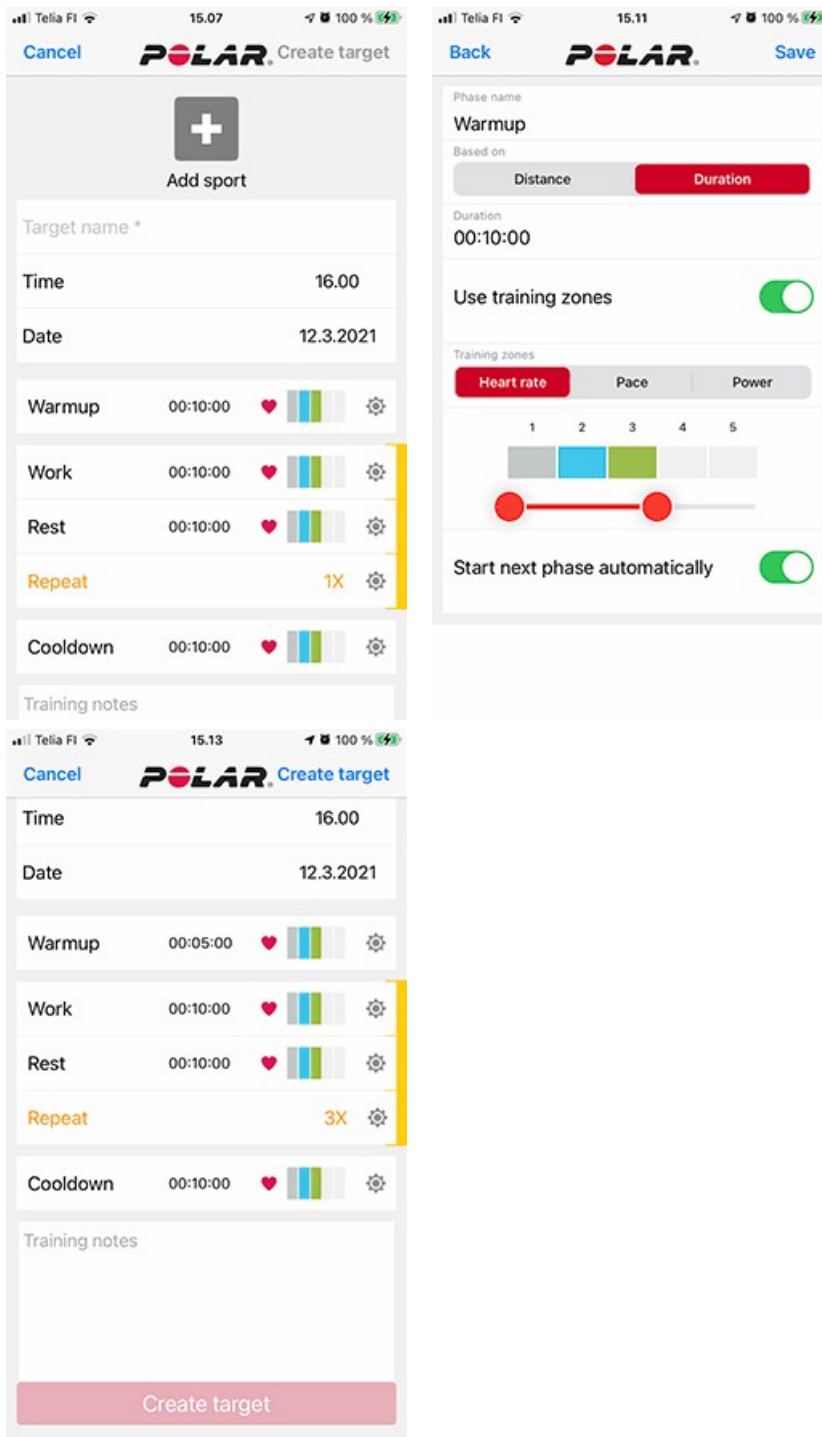 Telia FI 15.07 100 %
Cancel POLAR. Create target
Add sport
Target name *
Time 16.00
Date 12.3.2021
Warmup 00:10:00
Work 00:10:00
Rest 00:10:00
Repeat 1X
Cooldown 00:10:00
Training notes
Telia FI 15.11 100 %
Back POLAR. Save
Phase name
Warmup
Based on
Distance Duration
Duration
00:10:00
Use training zones
Training zones
Heart rate Pace Power
1 2 3 4 5
Start next phase automatically
Telia FI 15.13 100 %
Cancel POLAR. Create target
Time 16.00
Date 12.3.2021
Warmup 00:05:00
Work 00:10:00
Rest 00:10:00
Repeat 3X
Cooldown 00:10:00
Training notes
Create target